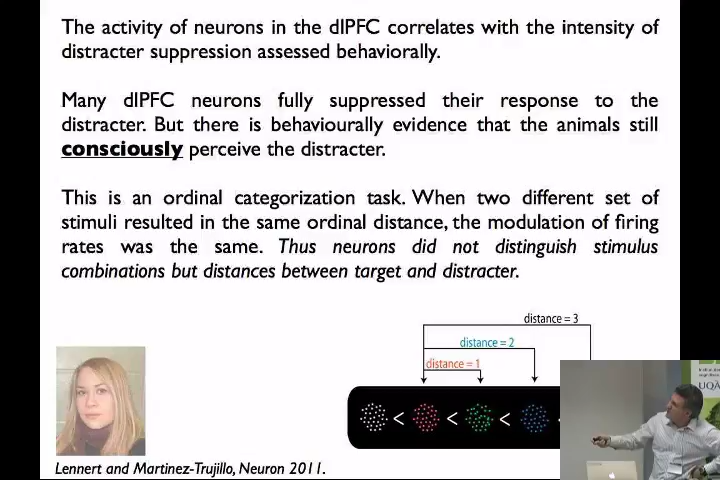 The activity of neurons in the dlPFC correlates with the intensity of
distracter suppression assessed behaviorally.
Many dlPFC neurons fully suppressed their response to the
distracter. But there is behaviourally evidence that the animals still
consciously perceive the distracter.
This is an ordinal categorization task. When two different set of
stimuli resulted in the same ordinal distance, the modulation of firing
rates was the same. Thus neurons did not distinguish stimulus
combinations but distances between target and distracter.
distance = 3
distance = 2
distance = 1
< < <
UQÀ
Lennert and Martinez-Trujillo, Neuron 2011.